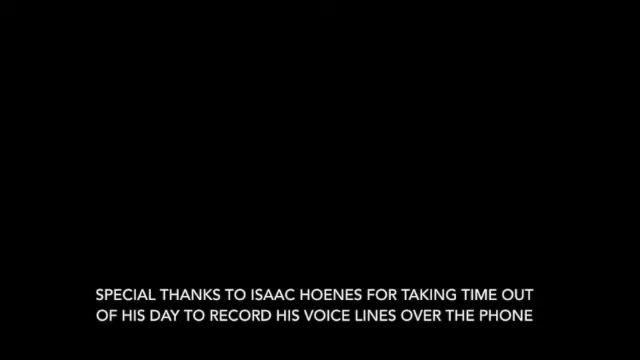 SPECIAL THANKS TO ISAAC HOENES FOR TAKING TIME OUT
OF HIS DAY TO RECORD HIS VOICE LINES OVER THE PHONE